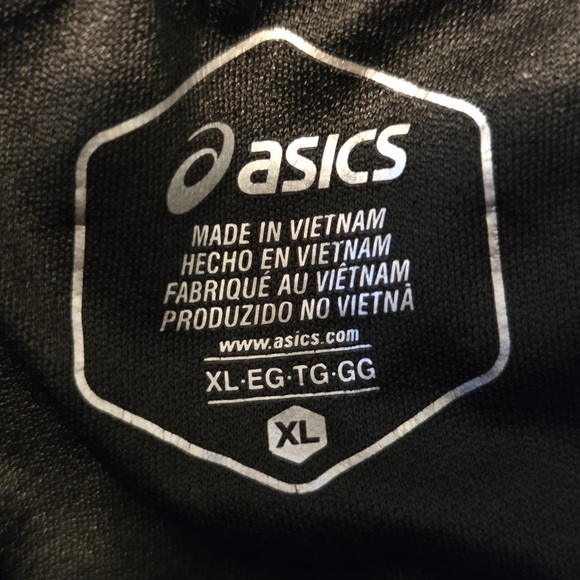 asics
MADE IN VIETNAM
HECHO EN VIETNAM
FABRIQUÉ AU VIÊTNAM
PRODUZIDO NO VIETNÃ
www.asics.com
XL·EG·TG·GG
XL